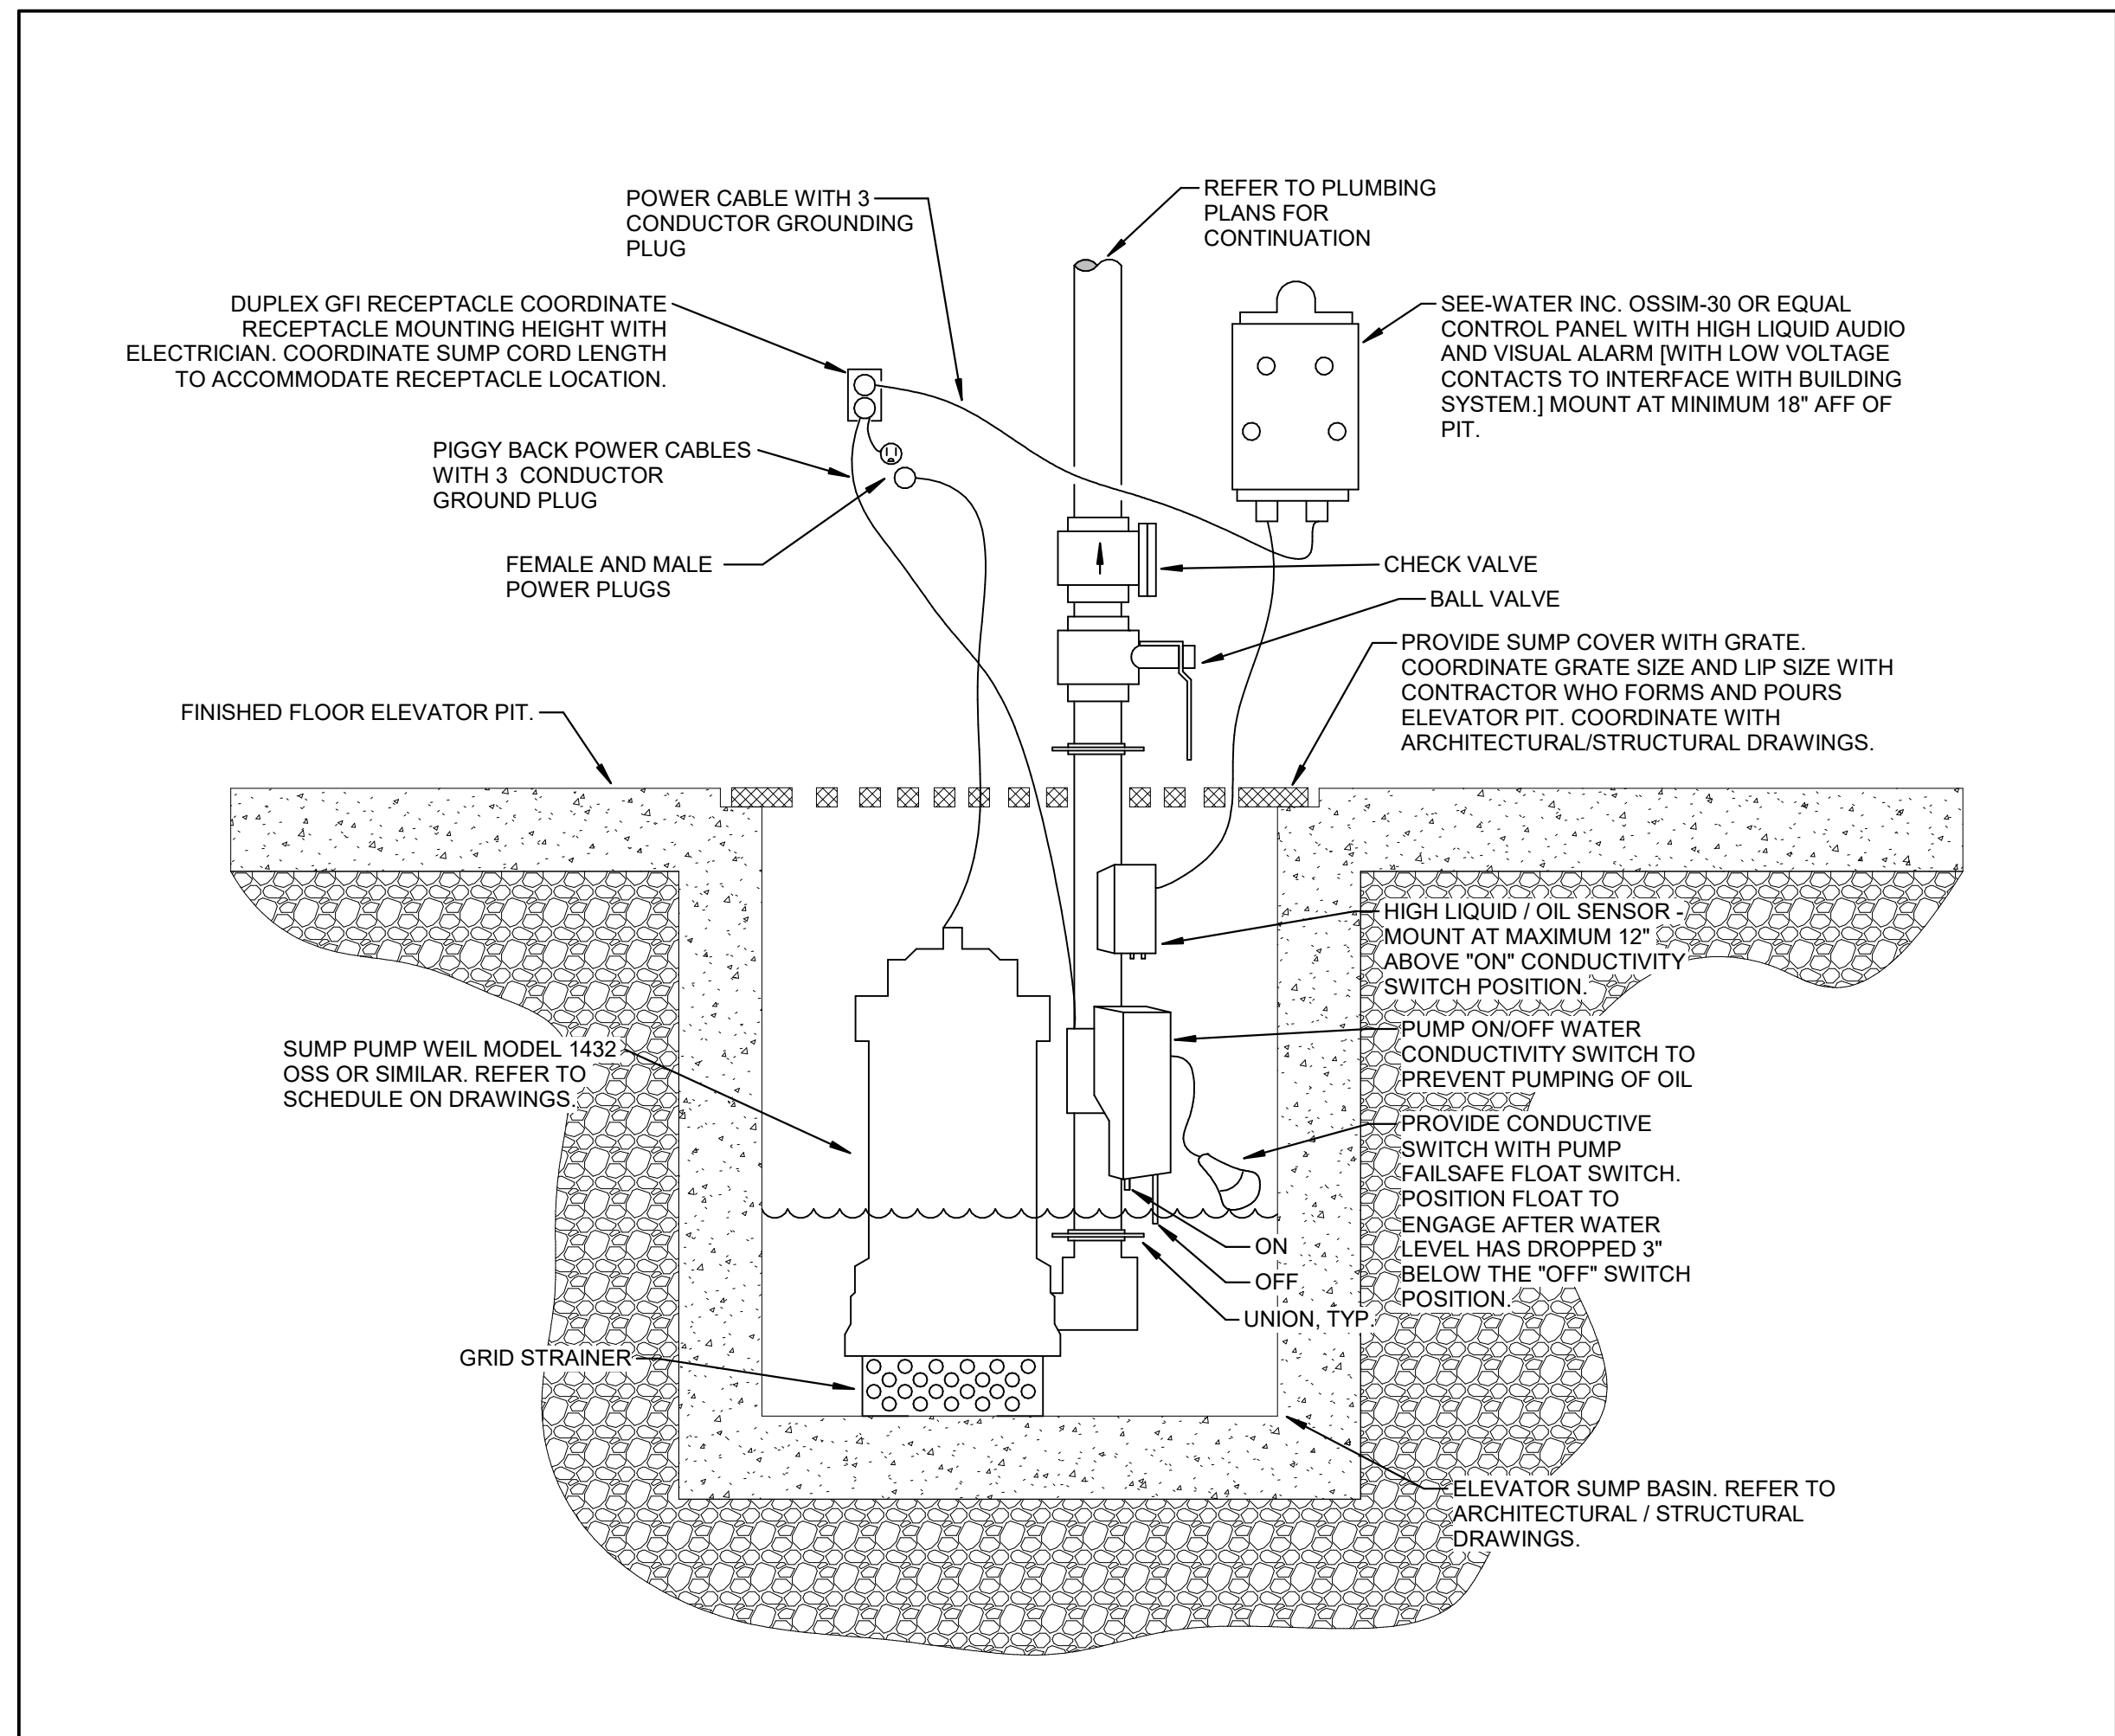 POWER CABLE WITH 3
CONDUCTOR GROUNDING
PLUG
REFER TO PLUMBING
PLANS FOR
CONTINUATION
DUPLEX GFI RECEPTACLE COORDINATE
RECEPTACLE MOUNTING HEIGHT WITH
ELECTRICIAN. COORDINATE SUMP CORD LENGTH
TO ACCOMMODATE RECEPTACLE LOCATION.
SEE-WATER INC. OSSIM-30 OR EQUAL
CONTROL PANEL WITH HIGH LIQUID AUDIO
AND VISUAL ALARM [WITH LOW VOLTAGE
CONTACTS TO INTERFACE WITH BUILDING
SYSTEM.] MOUNT AT MINIMUM 18" AFF OF
PIT.
PIGGY BACK POWER CABLES
WITH 3 CONDUCTOR
GROUND PLUG
FEMALE AND MALE
POWER PLUGS
CHECK VALVE
BALL VALVE
PROVIDE SUMP COVER WITH GRATE.
COORDINATE GRATE SIZE AND LIP SIZE WITH
CONTRACTOR WHO FORMS AND POURS
ELEVATOR PIT. COORDINATE WITH
ARCHITECTURAL/STRUCTURAL DRAWINGS.
FINISHED FLOOR ELEVATOR PIT.
HIGH LIQUID / OIL SENSOR -
MOUNT AT MAXIMUM 12"
ABOVE "ON" CONDUCTIVITY
SWITCH POSITION.
PUMP ON/OFF WATER
CONDUCTIVITY SWITCH TO
PREVENT PUMPING OF OIL
SUMP PUMP WEIL MODEL 1432
OSS OR SIMILAR. REFER TO
SCHEDULE ON DRAWINGS.
PROVIDE CONDUCTIVE
SWITCH WITH PUMP
FAILSAFE FLOAT SWITCH.
POSITION FLOAT TO
ENGAGE AFTER WATER
LEVEL HAS DROPPED 3"
BELOW THE "OFF" SWITCH
POSITION.
ON
OFF
UNION, TYP.
GRID STRAINER
ELEVATOR SUMP BASIN. REFER TO
ARCHITECTURAL / STRUCTURAL
DRAWINGS.